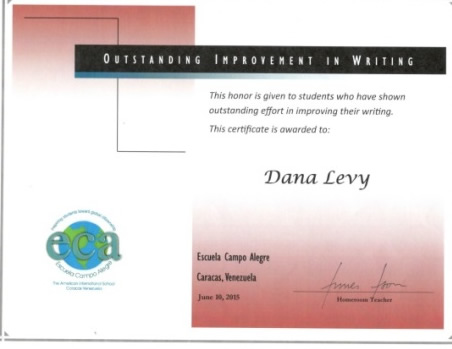 OUTSTANDING IMPROVEMENT IN WRITING
This honor is given to students who have shown
outstanding effort in improving their writing.
This certificate is awarded to:
Dana Levy
eca
Escuela Campo Alegre
The American International School
Caracas Venezuela
Escuela Campo Alegre
Caracas, Venezuela
June 10, 2015
Homeroom Teacher